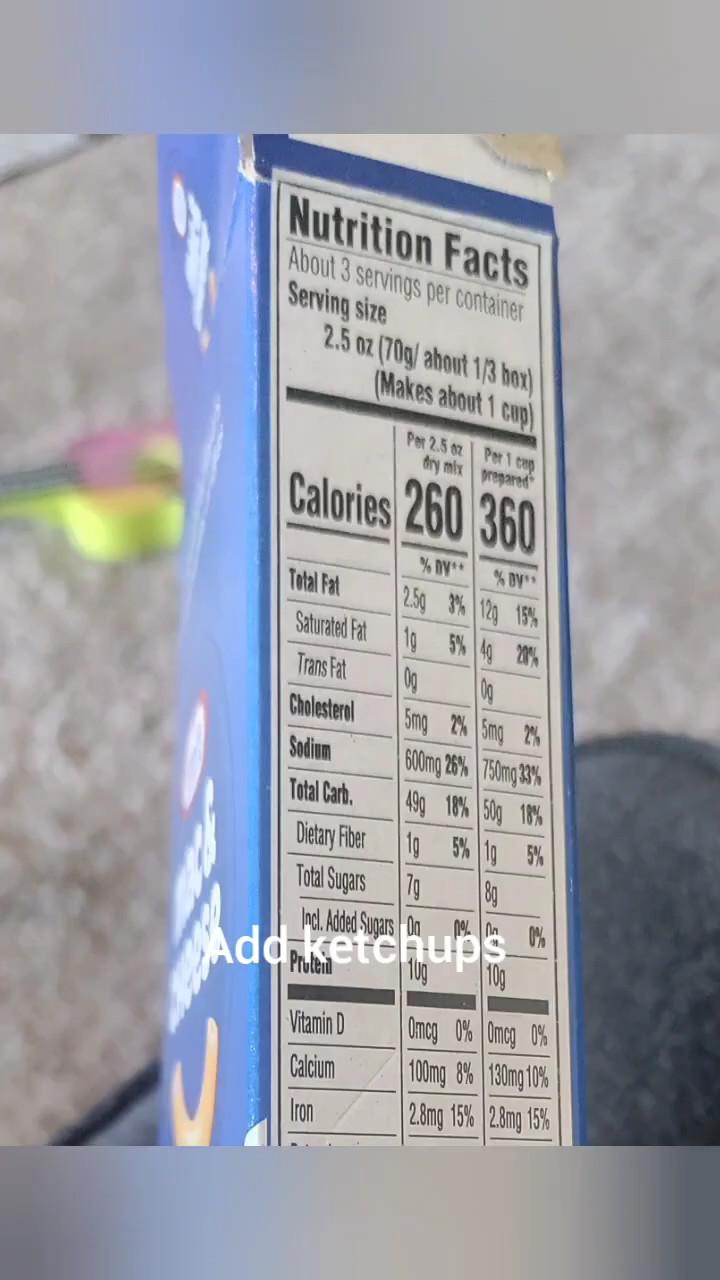 Nutrition Facts
About 3 servings per container
Serving size
2.5 oz (70g/ about 1/3 box)
(Makes about 1 cup)
Per 2.5 oz dry mix Per 1 cup prepared*
Calories 260 360
% DV** % DV**
Total Fat 2.5g 3% 12g 15%
Saturated Fat 1g 5% 4g 20%
Trans Fat 0g 0g
Cholesterol 5mg 2% 5mg 2%
Sodium 600mg 26% 750mg 33%
Total Carb. 49g 18% 50g 18%
Dietary Fiber 1g 5% 1g 5%
Total Sugars 7g 8g
Incl. Added Sugars 0g 0% 0g 0%
Add ketchups
Protein 10g 10g
Vitamin D 0mcg 0% 0mcg 0%
Calcium 100mg 8% 130mg 10%
Iron 2.8mg 15% 2.8mg 15%